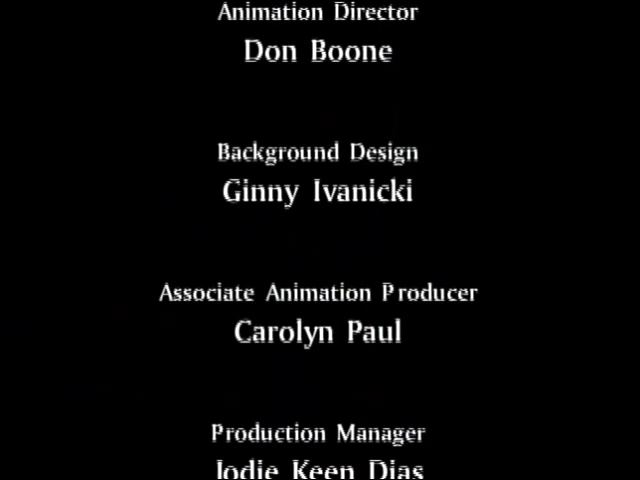 Animation Director
Don Boone
Background Design
Ginny Ivanicki
Associate Animation Producer
Carolyn Paul
Production Manager
Jodie Keen Dias